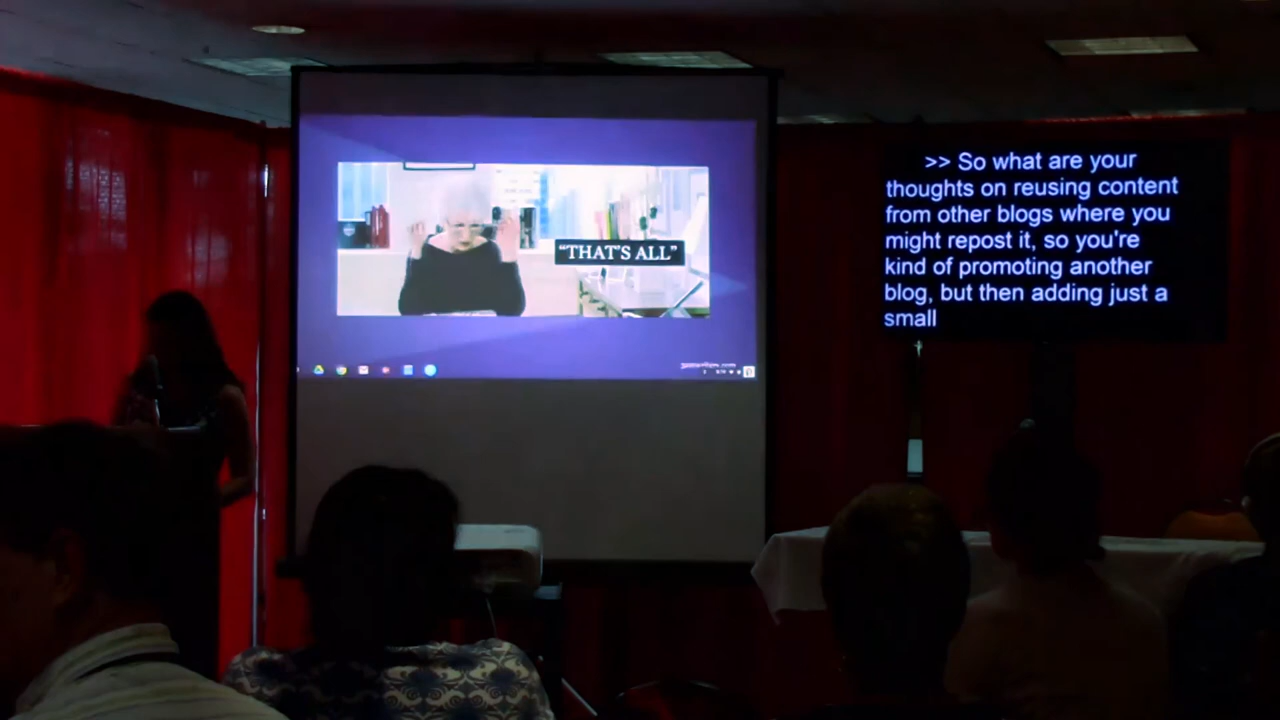 “THAT’S ALL”
>> So what are your
thoughts on reusing content
from other blogs where you
might repost it, so you're
kind of promoting another
blog, but then adding just a
small